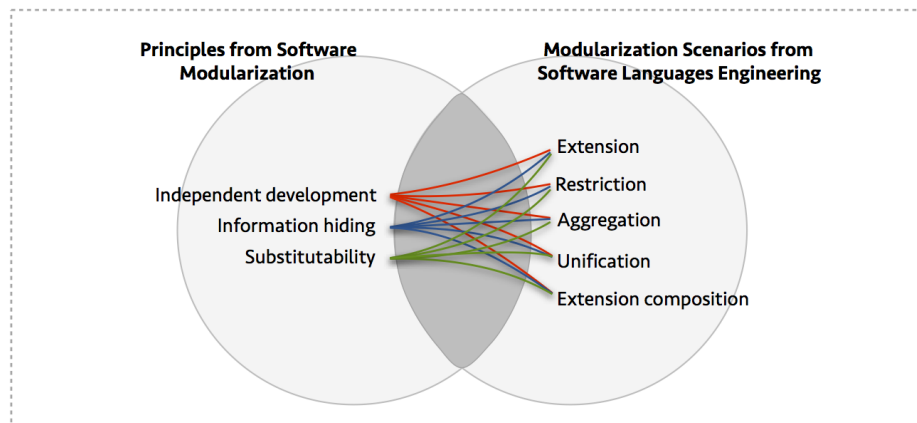 Principles from Software
Modularization
Modularization Scenarios from
Software Languages Engineering
Independent development
Information hiding
Substitutability
Extension
Restriction
Aggregation
Unification
Extension composition